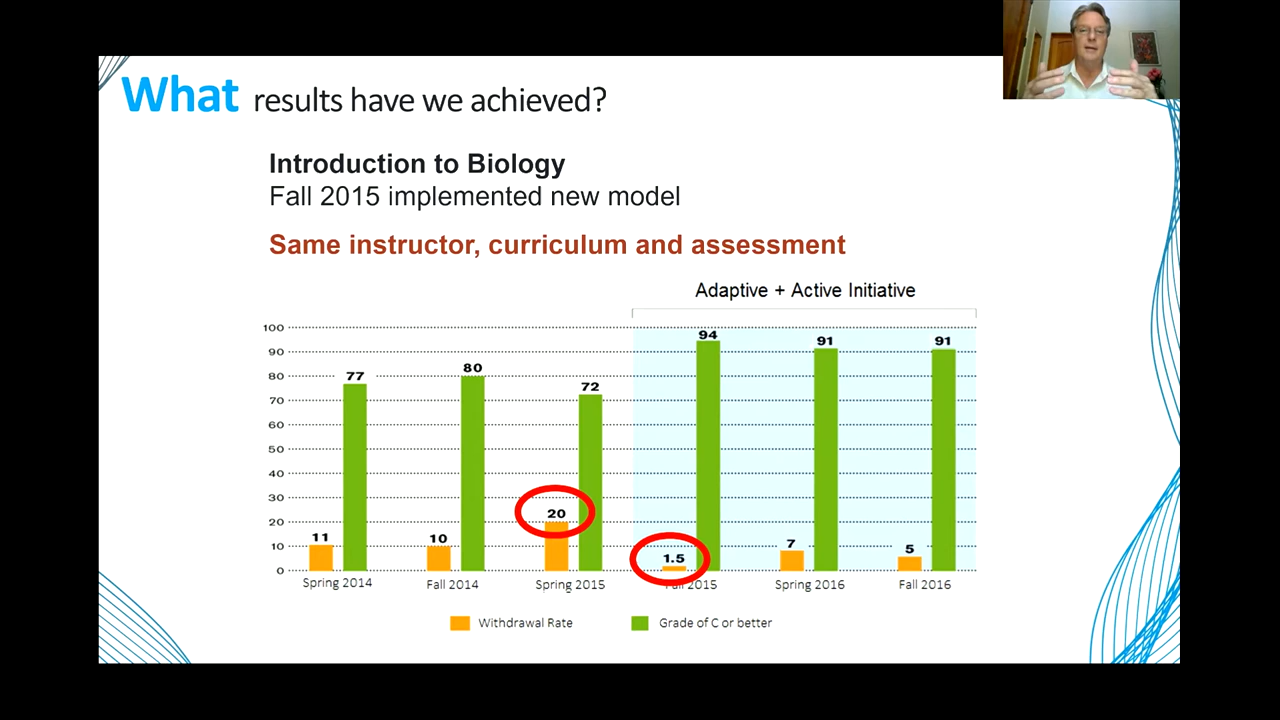 What results have we achieved?
Introduction to Biology
Fall 2015 implemented new model
Same instructor, curriculum and assessment
Adaptive + Active Initiative
100
90
80
70
60
50
40
30
20
10
0
77
80
72
94
91
91
11
10
20
1.5
7
5
Spring 2014
Fall 2014
Spring 2015
Fall 2015
Spring 2016
Fall 2016
Withdrawal Rate
Grade of C or better